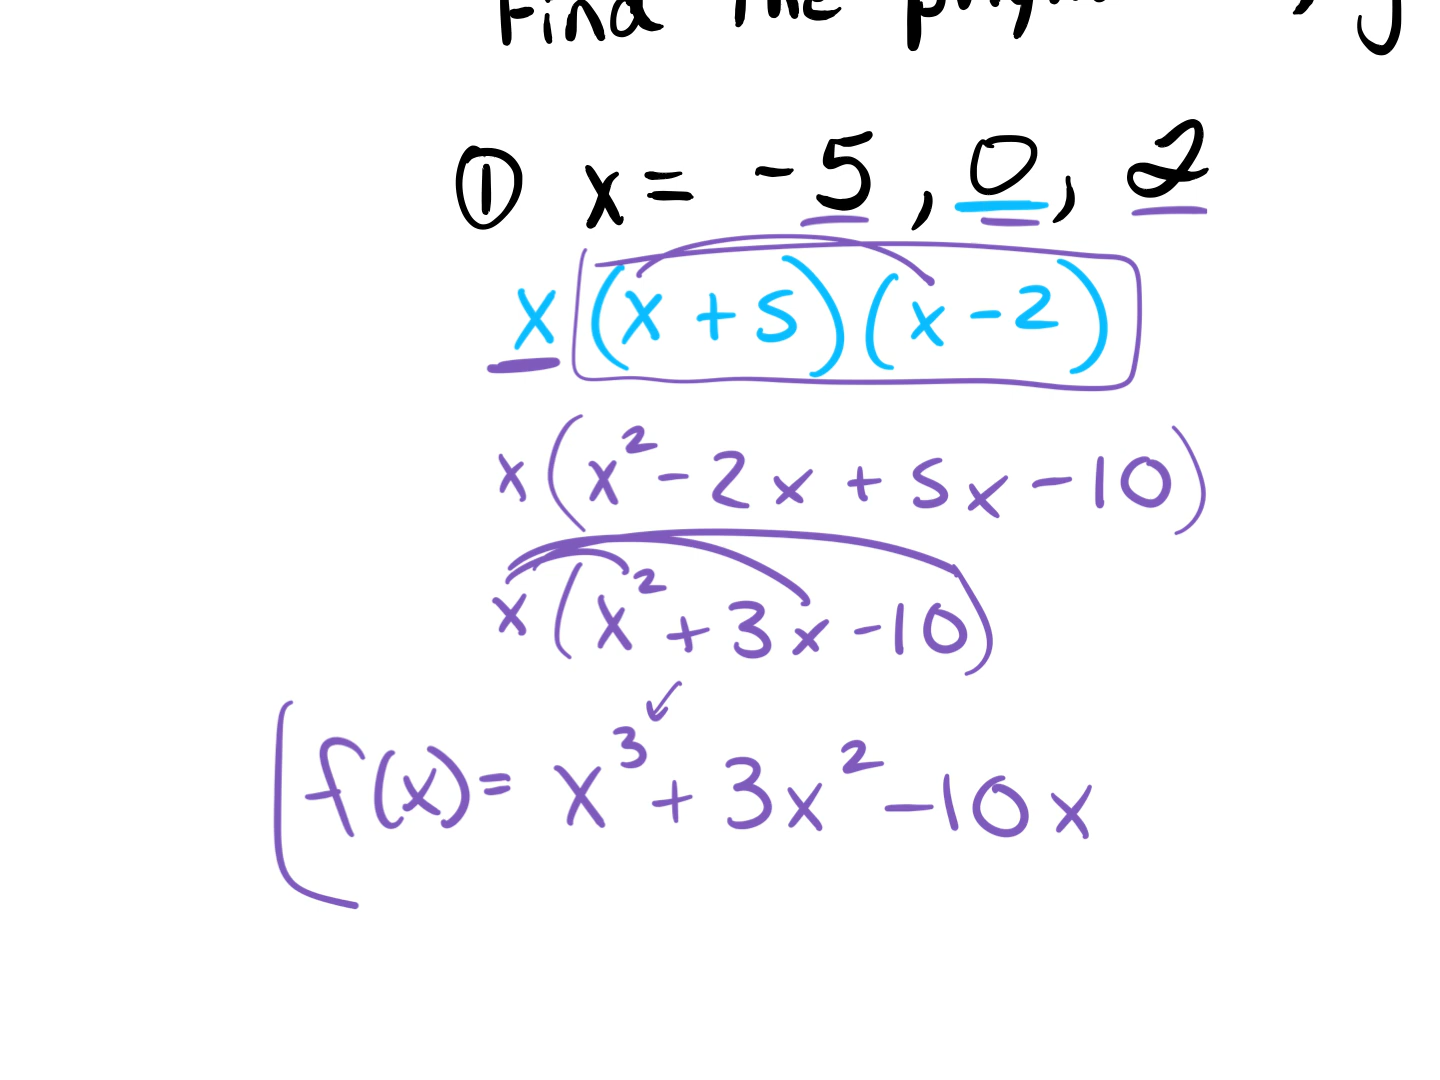 Find the
① x = -5, 0, 2
x(x + 5)(x - 2)
x(x² - 2x + 5x - 10)
x(x² + 3x - 10)
f(x) = x³ + 3x² - 10x